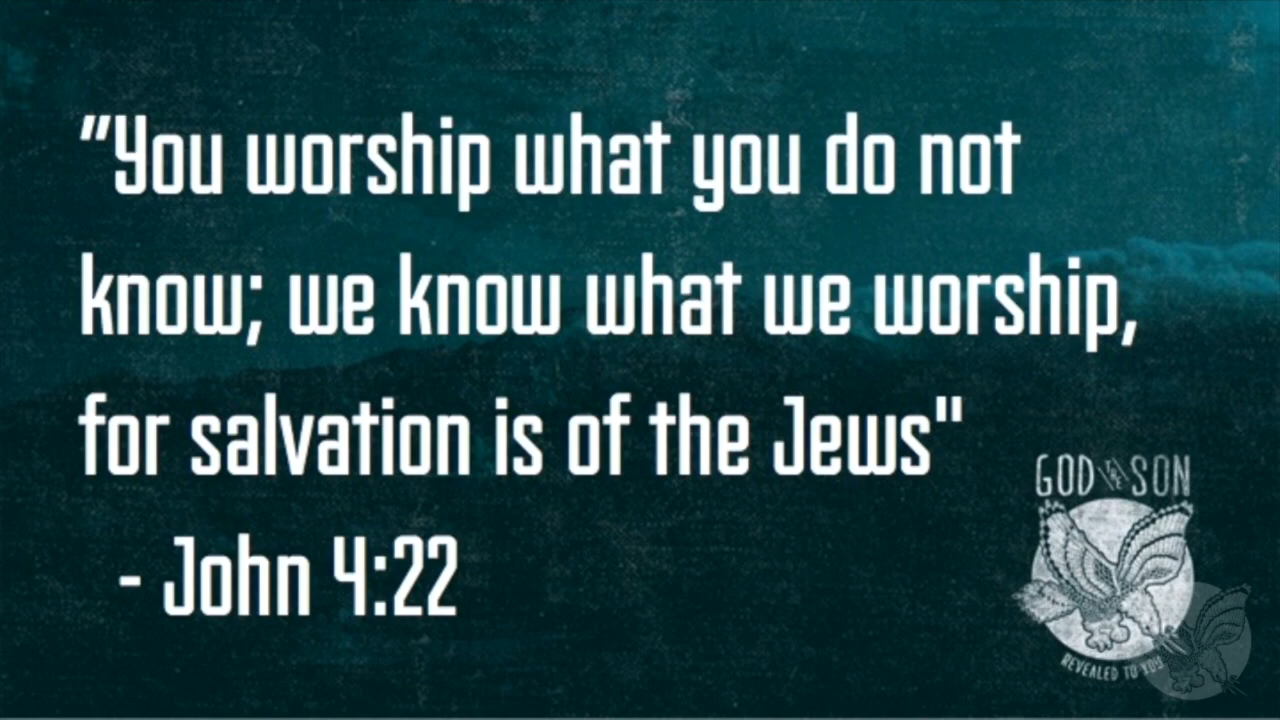 "You worship what you do not
know; we know what we worship,
for salvation is of the Jews"
- John 4:22
GOD THE SON
REVEALED TO YOU